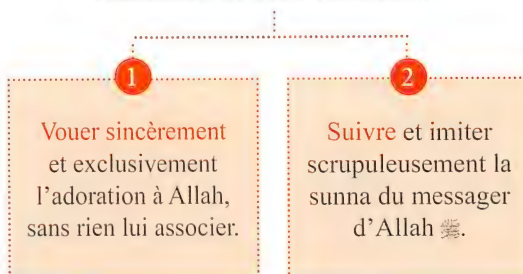 1
Vouer sincèrement
et exclusivement
l'adoration à Allah,
sans rien lui associer.
2
Suivre et imiter
scrupuleusement la
sunna du messager
d'Allah ﷺ.